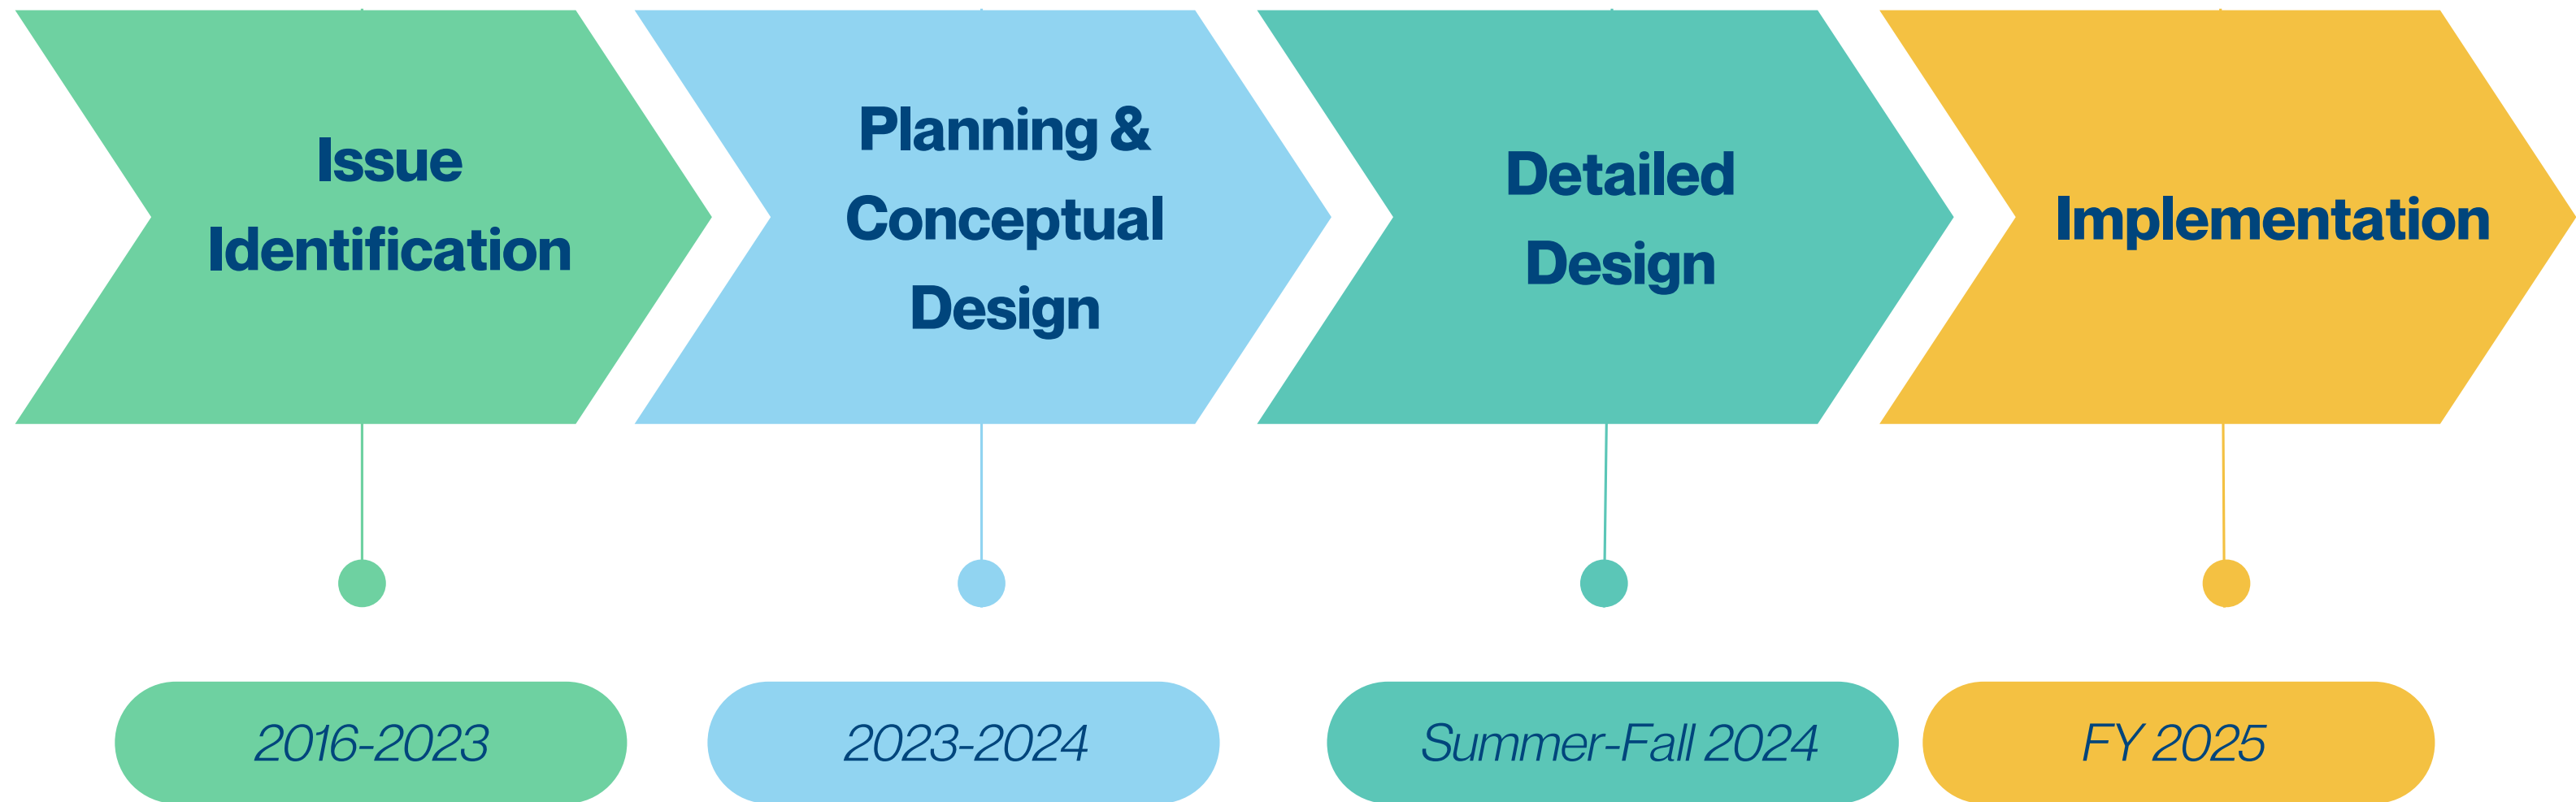 Issue
Identification
Planning &
Conceptual
Design
Detailed
Design
Implementation
2016-2023
2023-2024
Summer-Fall 2024
FY 2025